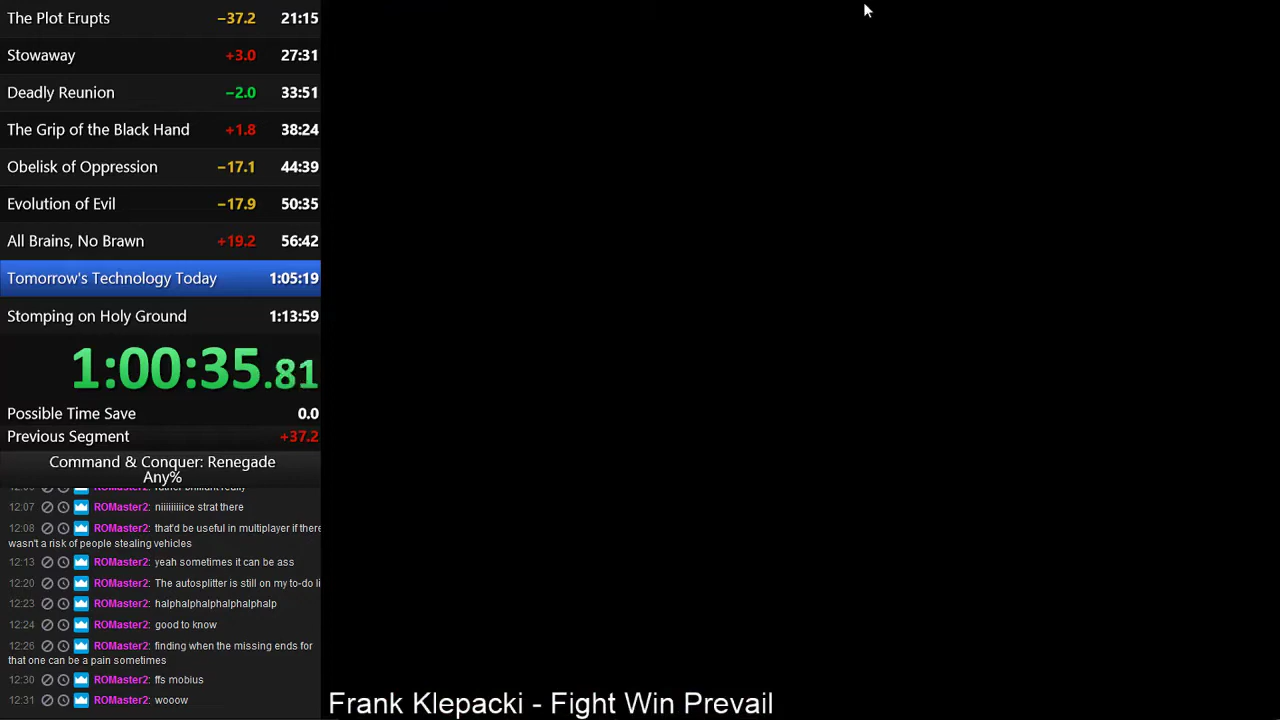 The Plot Erupts −37.2 21:15
Stowaway +3.0 27:31
Deadly Reunion −2.0 33:51
The Grip of the Black Hand +1.8 38:24
Obelisk of Oppression −17.1 44:39
Evolution of Evil −17.9 50:35
All Brains, No Brawn +19.2 56:42
Tomorrow's Technology Today 1:05:19
Stomping on Holy Ground 1:13:59
1:00:35.81
Possible Time Save 0.0
Previous Segment +37.2
Command & Conquer: Renegade
Any%
ROMaster2: rather brilliant really
12:07 ROMaster2: niiiiiiiiice strat there
12:08 ROMaster2: that'd be useful in multiplayer if there
wasn't a risk of people stealing vehicles
12:13 ROMaster2: yeah sometimes it can be ass
12:20 ROMaster2: The autosplitter is still on my to-do li
12:23 ROMaster2: halphalphalphalphalphalp
12:24 ROMaster2: good to know
12:26 ROMaster2: finding when the missing ends for
that one can be a pain sometimes
12:30 ROMaster2: ffs mobius
12:31 ROMaster2: wooow
Frank Klepacki - Fight Win Prevail